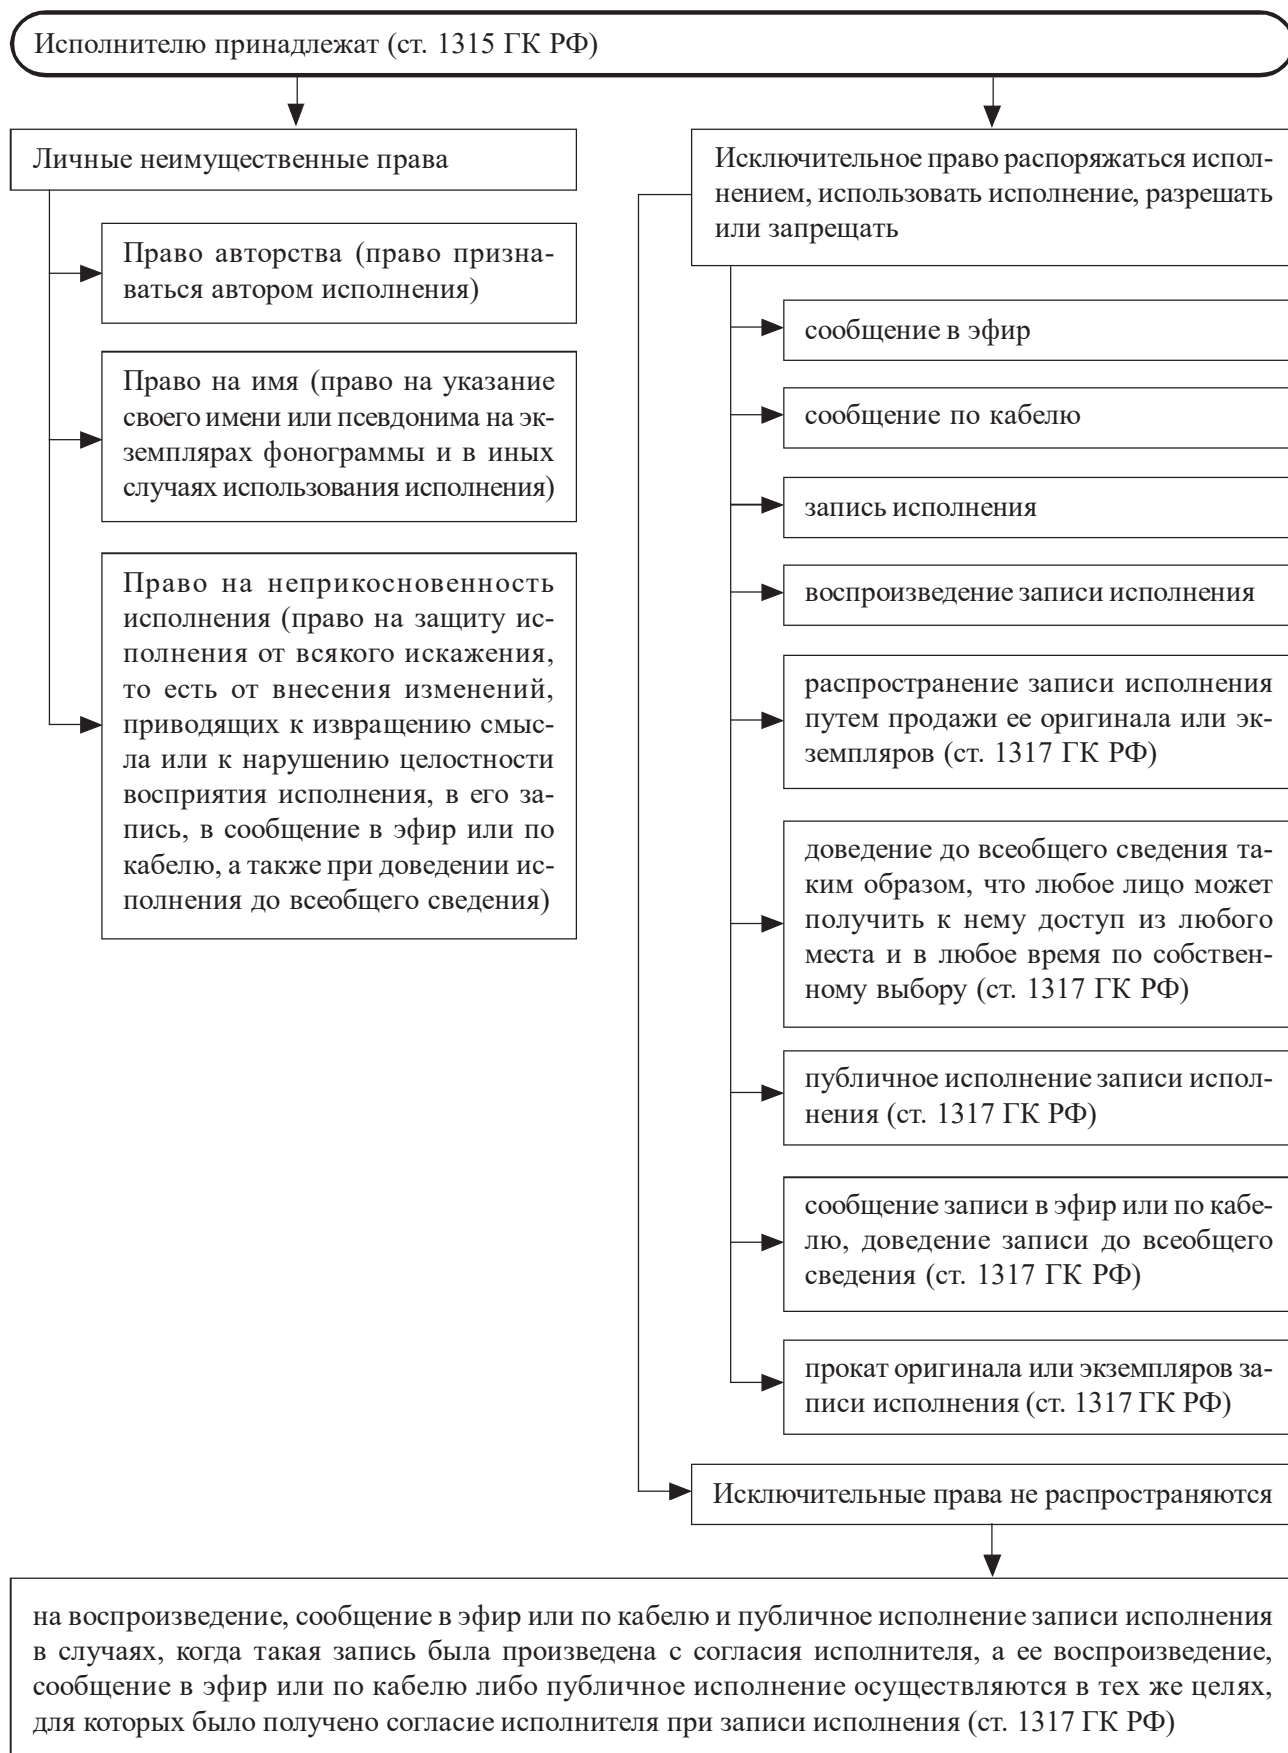 Исполнителю принадлежат (ст. 1315 ГК РФ)
Личные неимущественные права
Право авторства (право призна-
ваться автором исполнения)
Право на имя (право на указание
своего имени или псевдонима на эк-
земплярах фонограммы и в иных
случаях использования исполнения)
Право на неприкосновенность
исполнения (право на защиту ис-
полнения от всякого искажения,
то есть от внесения изменений,
приводящих к извращению смыс-
ла или к нарушению целостности
восприятия исполнения, в его за-
пись, в сообщение в эфир или по
кабелю, а также при доведении ис-
полнения до всеобщего сведения)
Исключительное право распоряжаться испол-
нением, использовать исполнение, разрешать
или запрещать
сообщение в эфир
сообщение по кабелю
запись исполнения
воспроизведение записи исполнения
распространение записи исполнения
путем продажи ее оригинала или эк-
земпляров (ст. 1317 ГК РФ)
доведение до всеобщего сведения та-
ким образом, что любое лицо может
получить к нему доступ из любого
места и в любое время по собствен-
ному выбору (ст. 1317 ГК РФ)
публичное исполнение записи испол-
нения (ст. 1317 ГК РФ)
сообщение записи в эфир или по кабе-
лю, доведение записи до всеобщего
сведения (ст. 1317 ГК РФ)
прокат оригинала или экземпляров за-
писи исполнения (ст. 1317 ГК РФ)
Исключительные права не распространяются
на воспроизведение, сообщение в эфир или по кабелю и публичное исполнение записи исполнения
в случаях, когда такая запись была произведена с согласия исполнителя, а ее воспроизведение,
сообщение в эфир или по кабелю либо публичное исполнение осуществляются в тех же целях,
для которых было получено согласие исполнителя при записи исполнения (ст. 1317 ГК РФ)